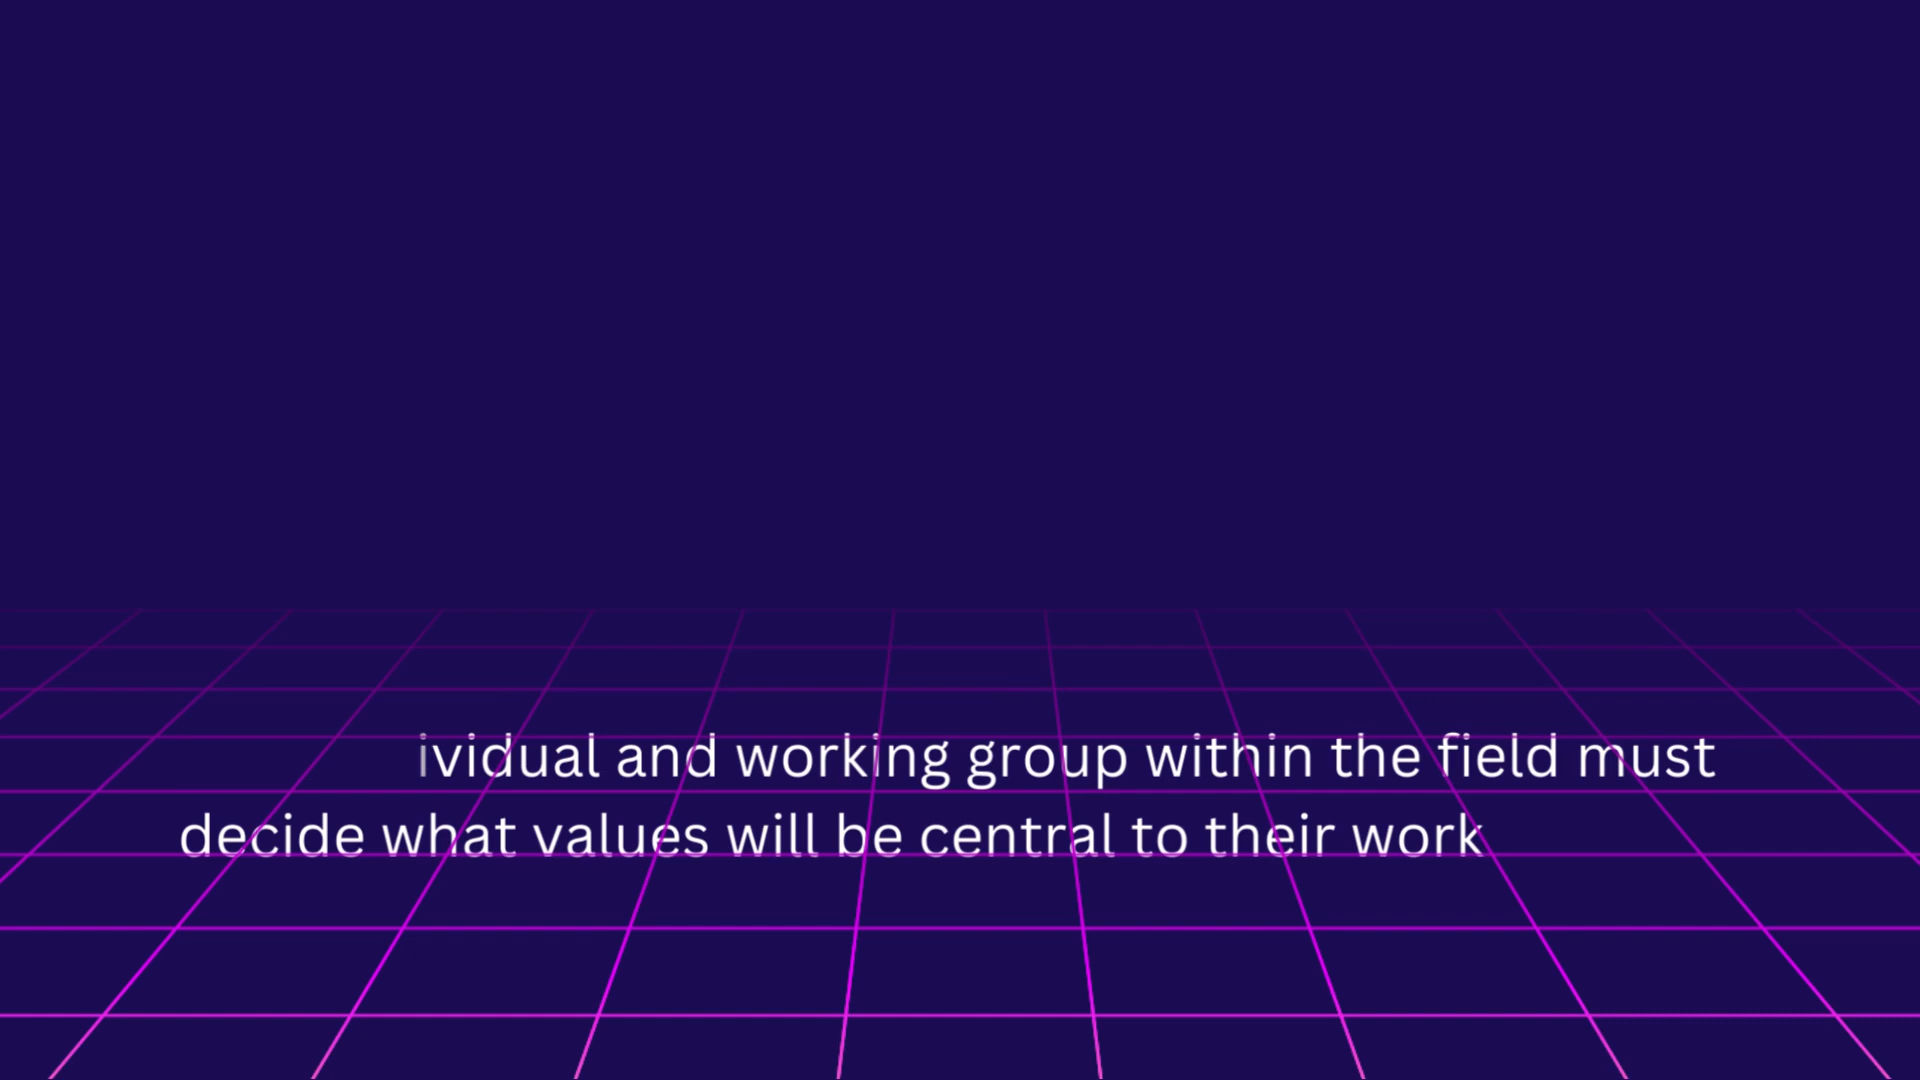 ividual and working group within the field must
decide what values will be central to their work